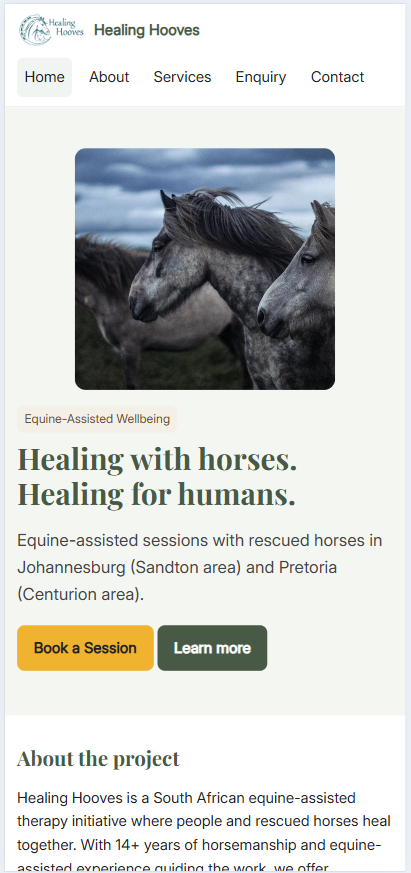 Healing
Hooves
Healing Hooves
Home About Services Enquiry Contact
Equine-Assisted Wellbeing
Healing with horses.
Healing for humans.
Equine-assisted sessions with rescued horses in
Johannesburg (Sandton area) and Pretoria
(Centurion area).
Book a Session Learn more
About the project
Healing Hooves is a South African equine-assisted
therapy initiative where people and rescued horses heal
together. With 14+ years of horsemanship and equine-
assisted experience guiding the work, we offer